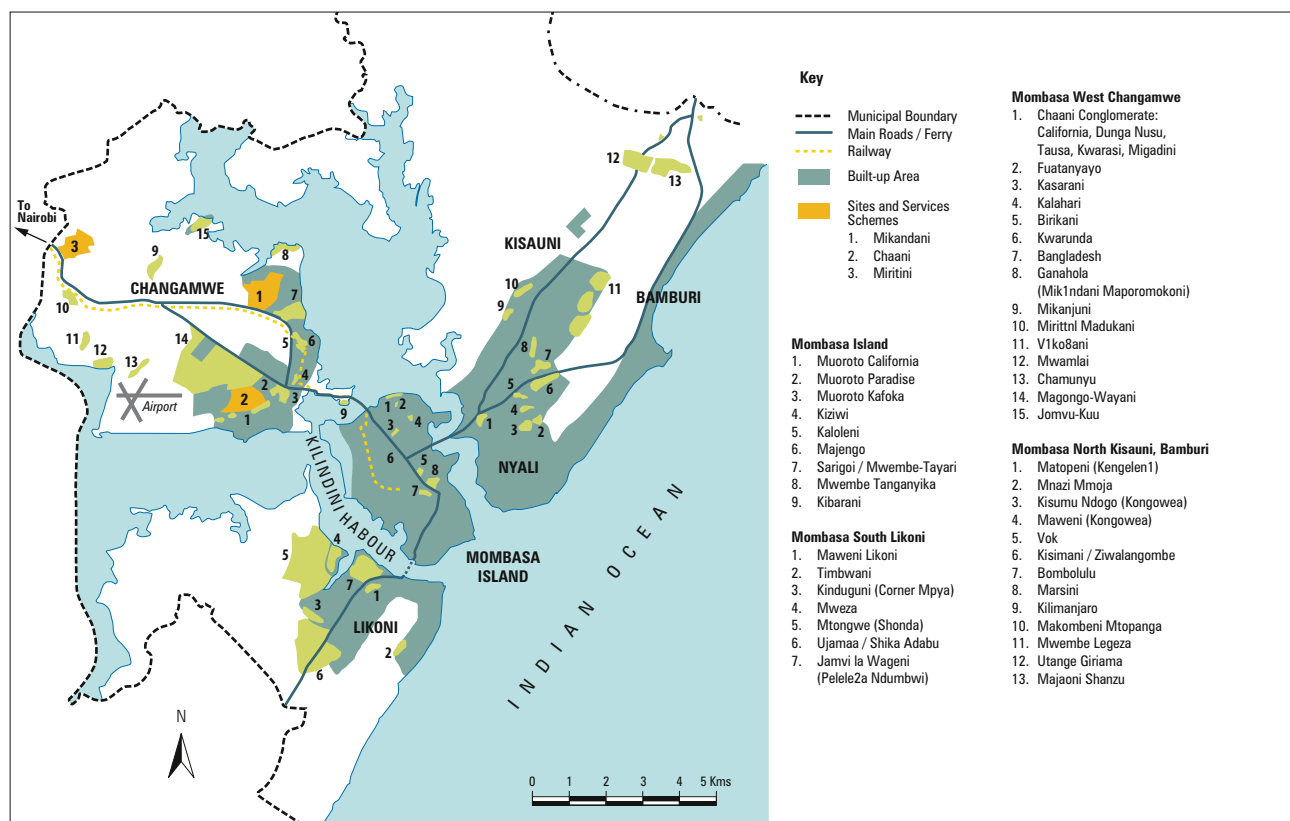 To
Nairobi
3
15
9
8
CHANGAMWE
1
7
10
14
5
6
11
12
13
4
2
3
Airport
2
1
9
1
2
3
4
6
5
8
7
KILINDINI HABOUR
MOMBASA
ISLAND
5
4
7
1
3
LIKONI
2
6
12
13
KISAUNI
10
9
11
BAMBURI
8
7
5
6
4
1
3
2
NYALI
INDIAN OCEAN
N
0 1 2 3 4 5 Kms
Key
Municipal Boundary
Main Roads / Ferry
Railway
Built-up Area
Sites and Services
Schemes
1. Mikandani
2. Chaani
3. Miritini
Mombasa Island
1 Muoroto California
2 Muoroto Paradise
3 Muoroto Kafoka
4 Kiziwi
5 Kaloleni
6 Majengo
7 Sarigoi / Mwembe-Tayari
8 Mwembe Tanganyika
9 Kibarani
Mombasa South Likoni
1 Maweni Likoni
2 Timbwani
3 Kinduguni (Corner Mpya)
4 Mweza
5 Mtongwe (Shonda)
6 Ujamaa / Shika Adabu
7 Jamvi la Wageni
(Pelele2a Ndumbwi)
Mombasa West Changamwe
1. Chaani Conglomerate:
California, Dunga Nusu,
Tausa, Kwarasi, Migadini
2 Fuatanyayo
3 Kasarani
4 Kalahari
5 Birikani
6 Kwarunda
7 Bangladesh
8 Ganahola
(Mik1ndani Maporomokoni)
9. Mikanjuni
10. Mirittnl Madukani
11. V1ko8ani
12. Mwamlai
13. Chamunyu
14. Magongo-Wayani
15. Jomvu-Kuu
Mombasa North Kisauni, Bamburi
1. Matopeni (Kengelen1)
2. Mnazi Mmoja
3. Kisumu Ndogo (Kongowea)
4. Maweni (Kongowea)
5. Vok
6. Kisimani / Ziwalangombe
7. Bombolulu
8. Marsini
9. Kilimanjaro
10. Makombeni Mtopanga
11. Mwembe Legeza
12. Utange Giriama
13. Majaoni Shanzu